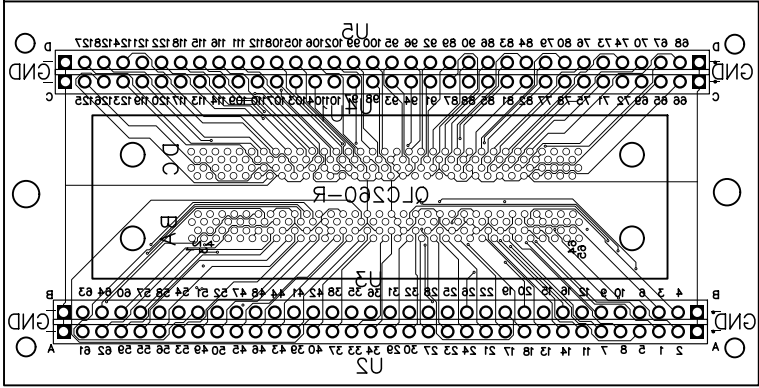 U5
D 127 128 124 121 122 118 115 116 112 111 108 105 106 102 99 100 95 96 89 92 90 86 84 83 79 80 76 73 74 70 67 68 D
GND GND
C 125 126 123 119 120 117 113 114 109 110 107 103 104 101 97 98 93 94 91 87 88 85 81 82 77 78 75 71 72 69 65 66 C
U4 U1
D C
QLC260-R
B A
64 65
U3
B 63 64 60 57 58 54 51 52 48 47 44 41 42 38 35 36 32 31 28 25 26 22 19 20 16 15 12 9 10 6 3 4 B
GND GND
A 61 62 59 55 56 53 49 50 46 45 43 39 40 37 33 34 30 29 27 23 24 21 17 18 13 14 11 7 8 5 1 2 A
U2